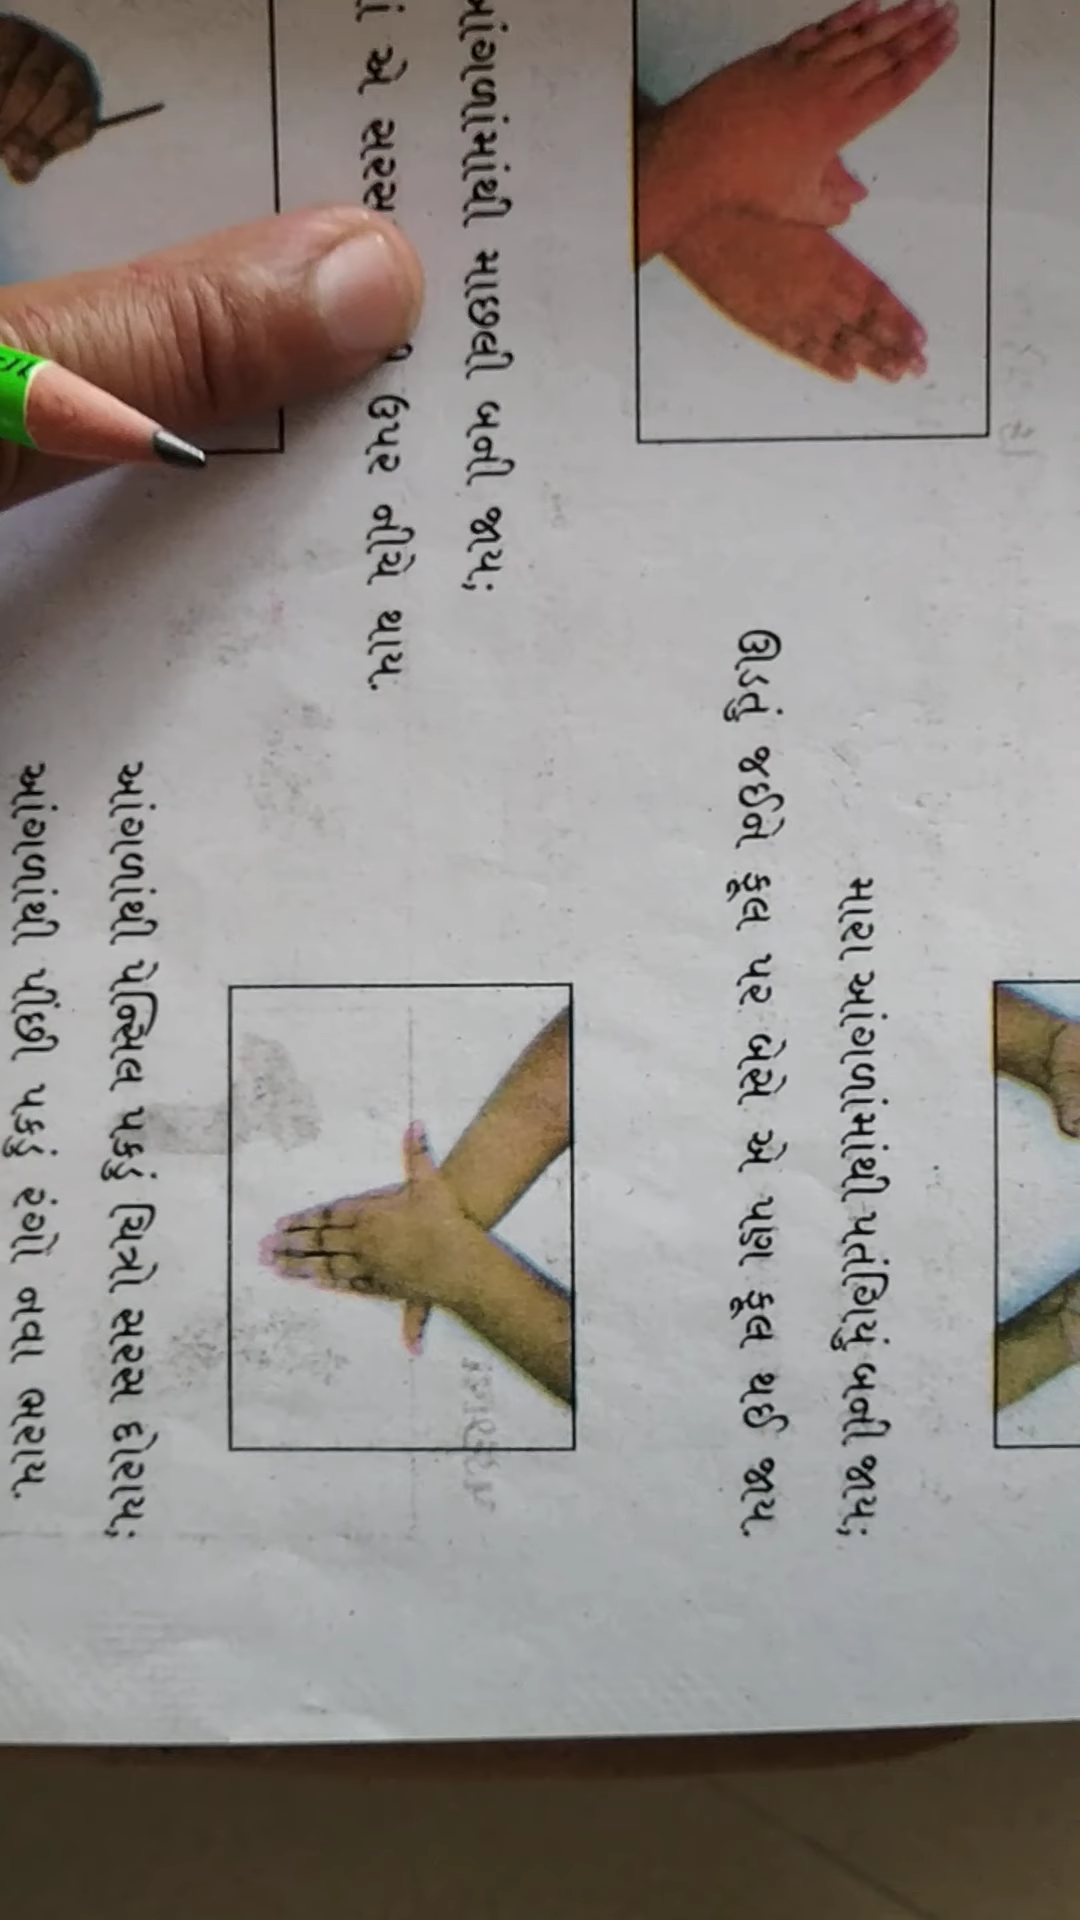 મારા આંગળાંમાંથી પતંગિયું બની જાય;
ઊડતું જઈને ફૂલ પર બેસે એ પણ ફૂલ થઈ જાય.
આંગળાંમાંથી માછલી બની જાય;
એ સરસ ઉપર નીચે થાય.
આંગળાંથી પેન્સિલ પકડું ચિત્રો સરસ દોરાય;
આંગળાંથી પીંછી પકડું રંગો નવા ભરાય.